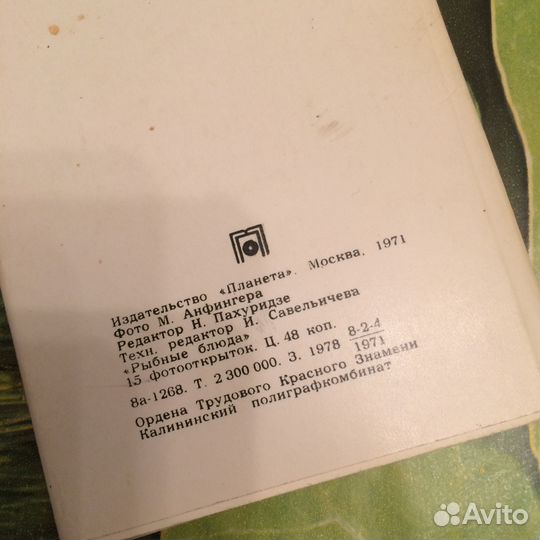 Издательство «Планета». Москва. 1971
Фото М. Анфингера
Редактор Н. Пахуридзе
Техн. редактор И. Савельичева
«Рыбные блюда»
15 фотооткрыток. Ц. 48 коп. 8-2-4
1971
8а-1268. Т. 2 300 000. З. 1978
Ордена Трудового Красного Знамени
Калининский полиграфкомбинат
Avito